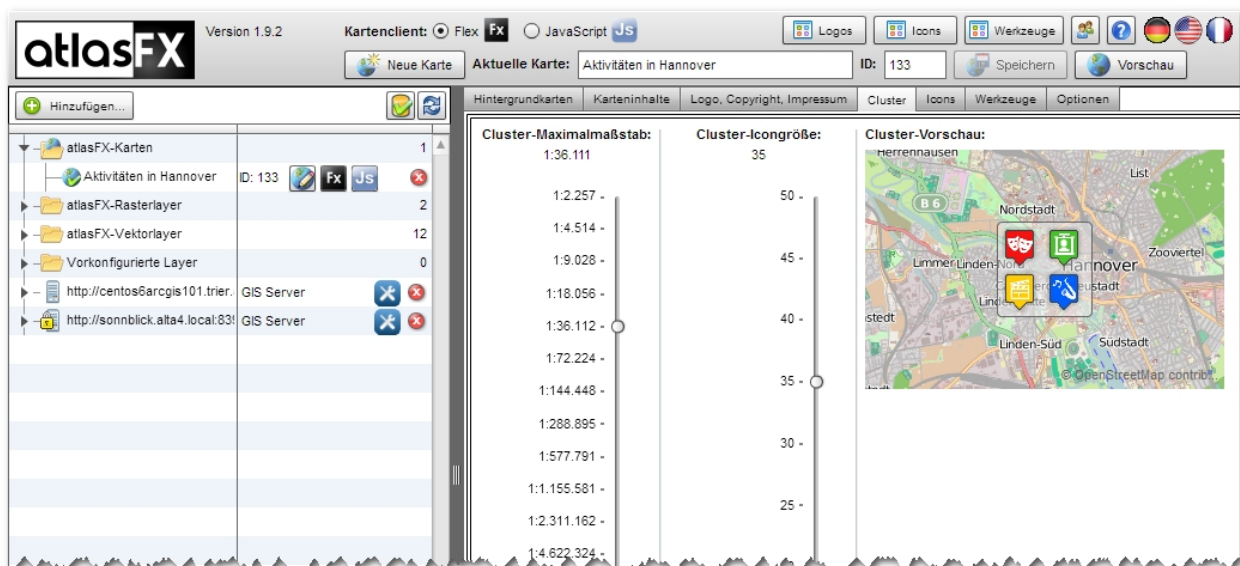 atlasFX
Version 1.9.2
Kartenclient: Flex Fx JavaScript Js
Logos
Icons
Werkzeuge
Neue Karte
Aktuelle Karte: Aktivitäten in Hannover
ID: 133
Speichern
Vorschau
Hinzufügen...
atlasFX-Karten 1
Aktivitäten in Hannover ID: 133 Fx Js
atlasFX-Rasterlayer 2
atlasFX-Vektorlayer 12
Vorkonfigurierte Layer 0
http://centos6arcgis101.trier. GIS Server
http://sonnblick.alta4.local:83 GIS Server
Hintergrundkarten
Karteninhalte
Logo, Copyright, Impressum
Cluster
Icons
Werkzeuge
Optionen
Cluster-Maximalmaßstab:
1:36.111
1:2.257 -
1:4.514 -
1:9.028 -
1:18.056 -
1:36.112 -
1:72.224 -
1:144.448 -
1:288.895 -
1:577.791 -
1:1.155.581 -
1:2.311.162 -
1:4.622.324 -
Cluster-Icongröße:
35
50 -
45 -
40 -
35 -
30 -
25 -
Cluster-Vorschau:
Herrenhausen
List
B 6
Nordstadt
Zooviertel
Limmer
Linden-Nord
Hannover
Linden-Süd
Südstadt
© OpenStreetMap contrib...